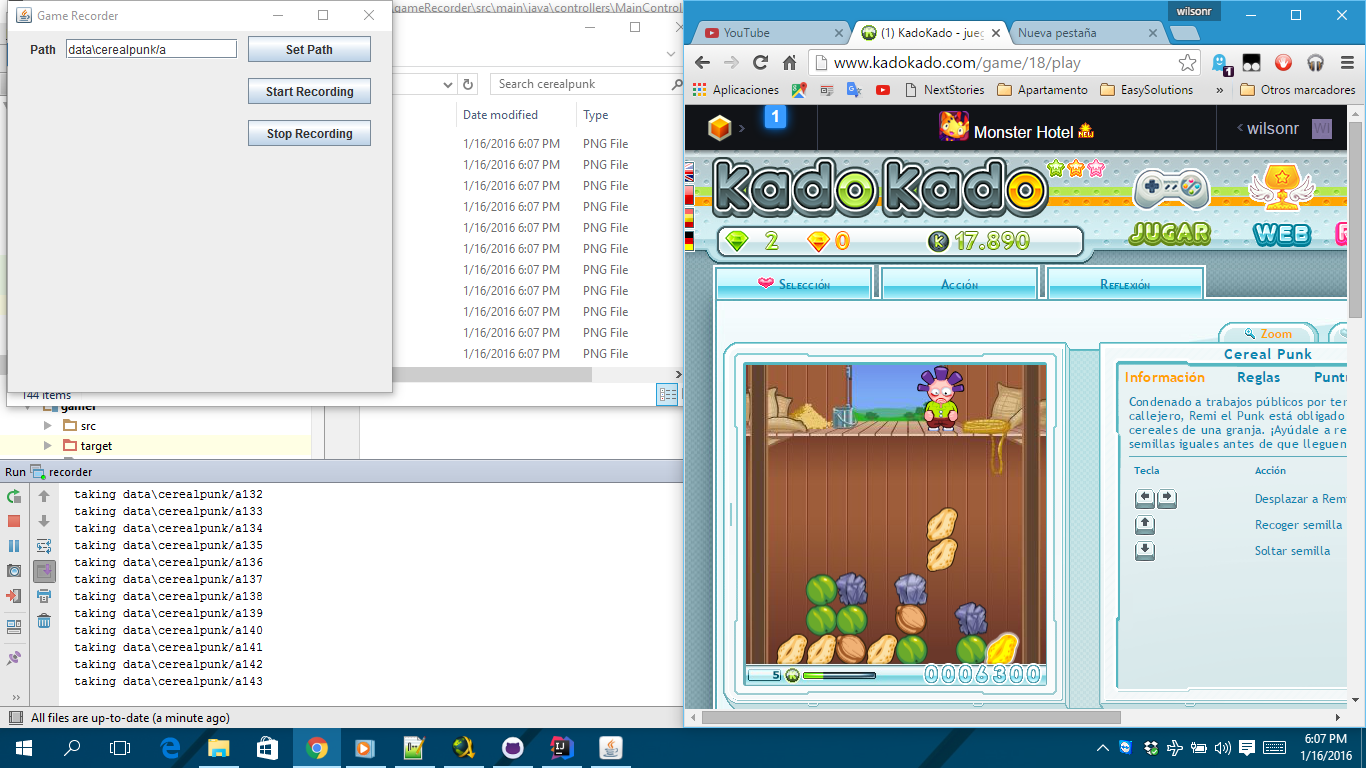 Game Recorder
Path data\cerealpunk/a Set Path
Start Recording
Stop Recording
gameRecorder\src\main\java\controllers\MainControl
Search cerealpunk
Date modified Type
1/16/2016 6:07 PM PNG File
1/16/2016 6:07 PM PNG File
1/16/2016 6:07 PM PNG File
1/16/2016 6:07 PM PNG File
1/16/2016 6:07 PM PNG File
1/16/2016 6:07 PM PNG File
1/16/2016 6:07 PM PNG File
1/16/2016 6:07 PM PNG File
1/16/2016 6:07 PM PNG File
1/16/2016 6:07 PM PNG File
1/16/2016 6:07 PM PNG File
144 items
gamer
src
target
Run recorder
taking data\cerealpunk/a132
taking data\cerealpunk/a133
taking data\cerealpunk/a134
taking data\cerealpunk/a135
taking data\cerealpunk/a136
taking data\cerealpunk/a137
taking data\cerealpunk/a138
taking data\cerealpunk/a139
taking data\cerealpunk/a140
taking data\cerealpunk/a141
taking data\cerealpunk/a142
taking data\cerealpunk/a143
All files are up-to-date (a minute ago)
wilsonr
YouTube (1) KadoKado - jueg Nueva pestaña
www.kadokado.com/game/18/play
1
Aplicaciones NextStories Apartamento EasySolutions » Otros marcadores
1 Monster Hotel NEW wilsonr WI
kadokado
2 0 K 17.890
JUGAR WEB
Selección Acción Reflexión
Zoom
Cereal Punk
Información Reglas Puntu
Condenado a trabajos públicos por ter
callejero, Remi el Punk está obligado
cereales de una granja. ¡Ayúdale a re
semillas iguales antes de que lleguen
Tecla Acción
Desplazar a Rem
Recoger semilla
Soltar semilla
5 0006300
6:07 PM
1/16/2016